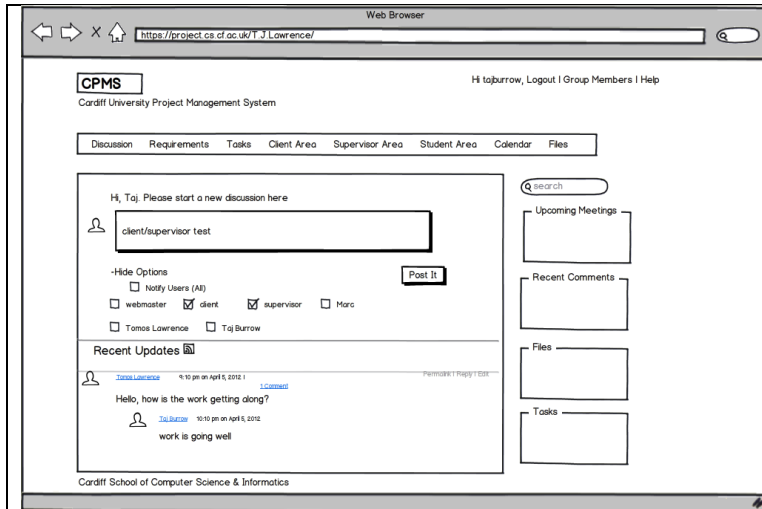 Web Browser
https://project.cs.cf.ac.uk/T.J.Lawrence/
CPMS
Hi tajburrow, Logout | Group Members | Help
Cardiff University Project Management System
Discussion Requirements Tasks Client Area Supervisor Area Student Area Calendar Files
search
Hi, Taj. Please start a new discussion here
client/supervisor test
Upcoming Meetings
-Hide Options
Post It
Notify Users (All)
webmaster client supervisor Marc
Tomos Lawrence Taj Burrow
Recent Comments
Recent Updates
Files
Tomos Lawrence 9:10 pm on April 5, 2012 |
Permalink | Reply | Edit
1 Comment
Hello, how is the work getting along?
Taj Burrow 10:10 pm on April 5, 2012
work is going well
Tasks
Cardiff School of Computer Science & Informatics